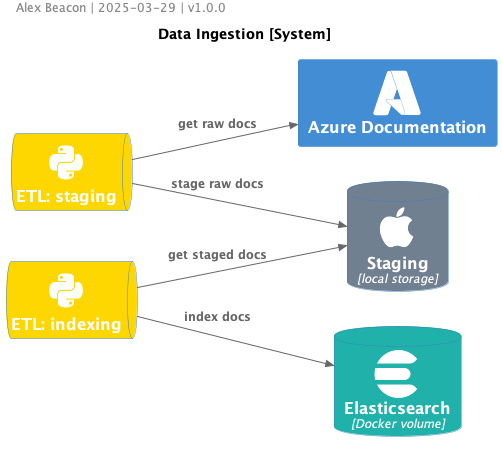 Alex Beacon | 2025-03-29 | v1.0.0
Data Ingestion [System]
get raw docs
Azure Documentation
ETL: staging
stage raw docs
get staged docs
Staging
[local storage]
ETL: indexing
index docs
Elasticsearch
[Docker volume]